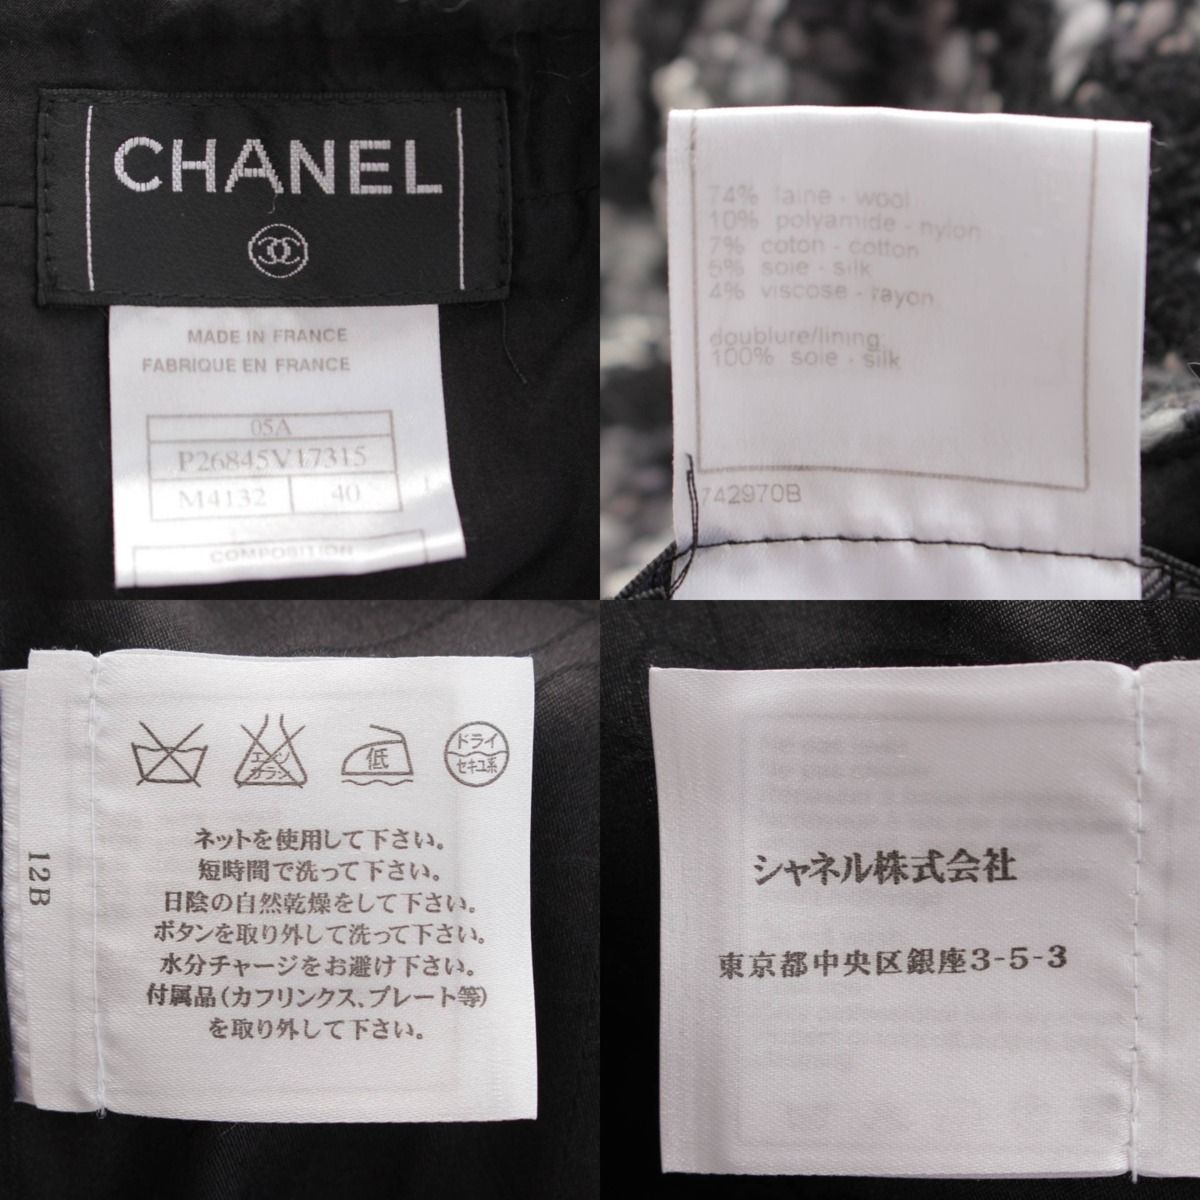 CHANEL
MADE IN FRANCE
FABRIQUE EN FRANCE
05A
P26845V17315
M4132 40
COMPOSITION
74% laine - wool
10% polyamide - nylon
7% coton - cotton
5% soie - silk
4% viscose - rayon
doublure/lining
100% soie - silk
742970B
エンソサラシ
低
ドライ
セキユ系
ネットを使用して下さい。
短時間で洗って下さい。
日陰の自然乾燥をして下さい。
ボタンを取り外して洗って下さい。
水分チャージをお避け下さい。
付属品(カフリンクス、プレート等)
を取り外して下さい。
12B
シャネル株式会社
東京都中央区銀座3-5-3